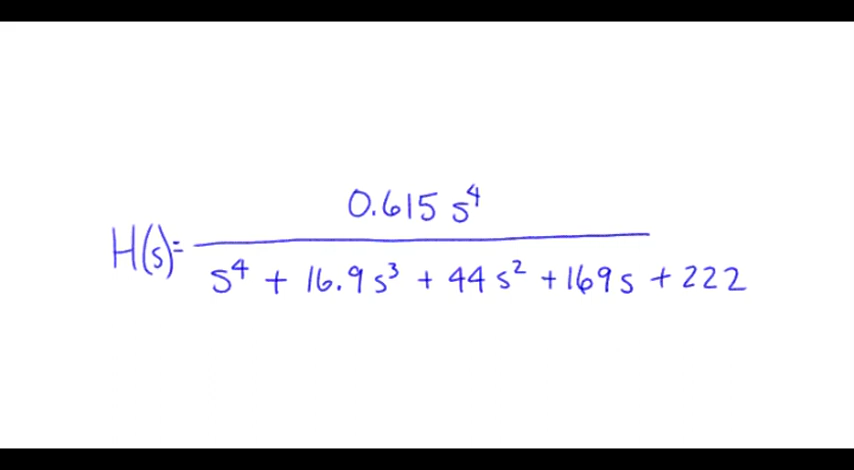 H(s)= 0.615 s⁴ / (s⁴ + 16.9 s³ + 44 s² + 169 s + 222)